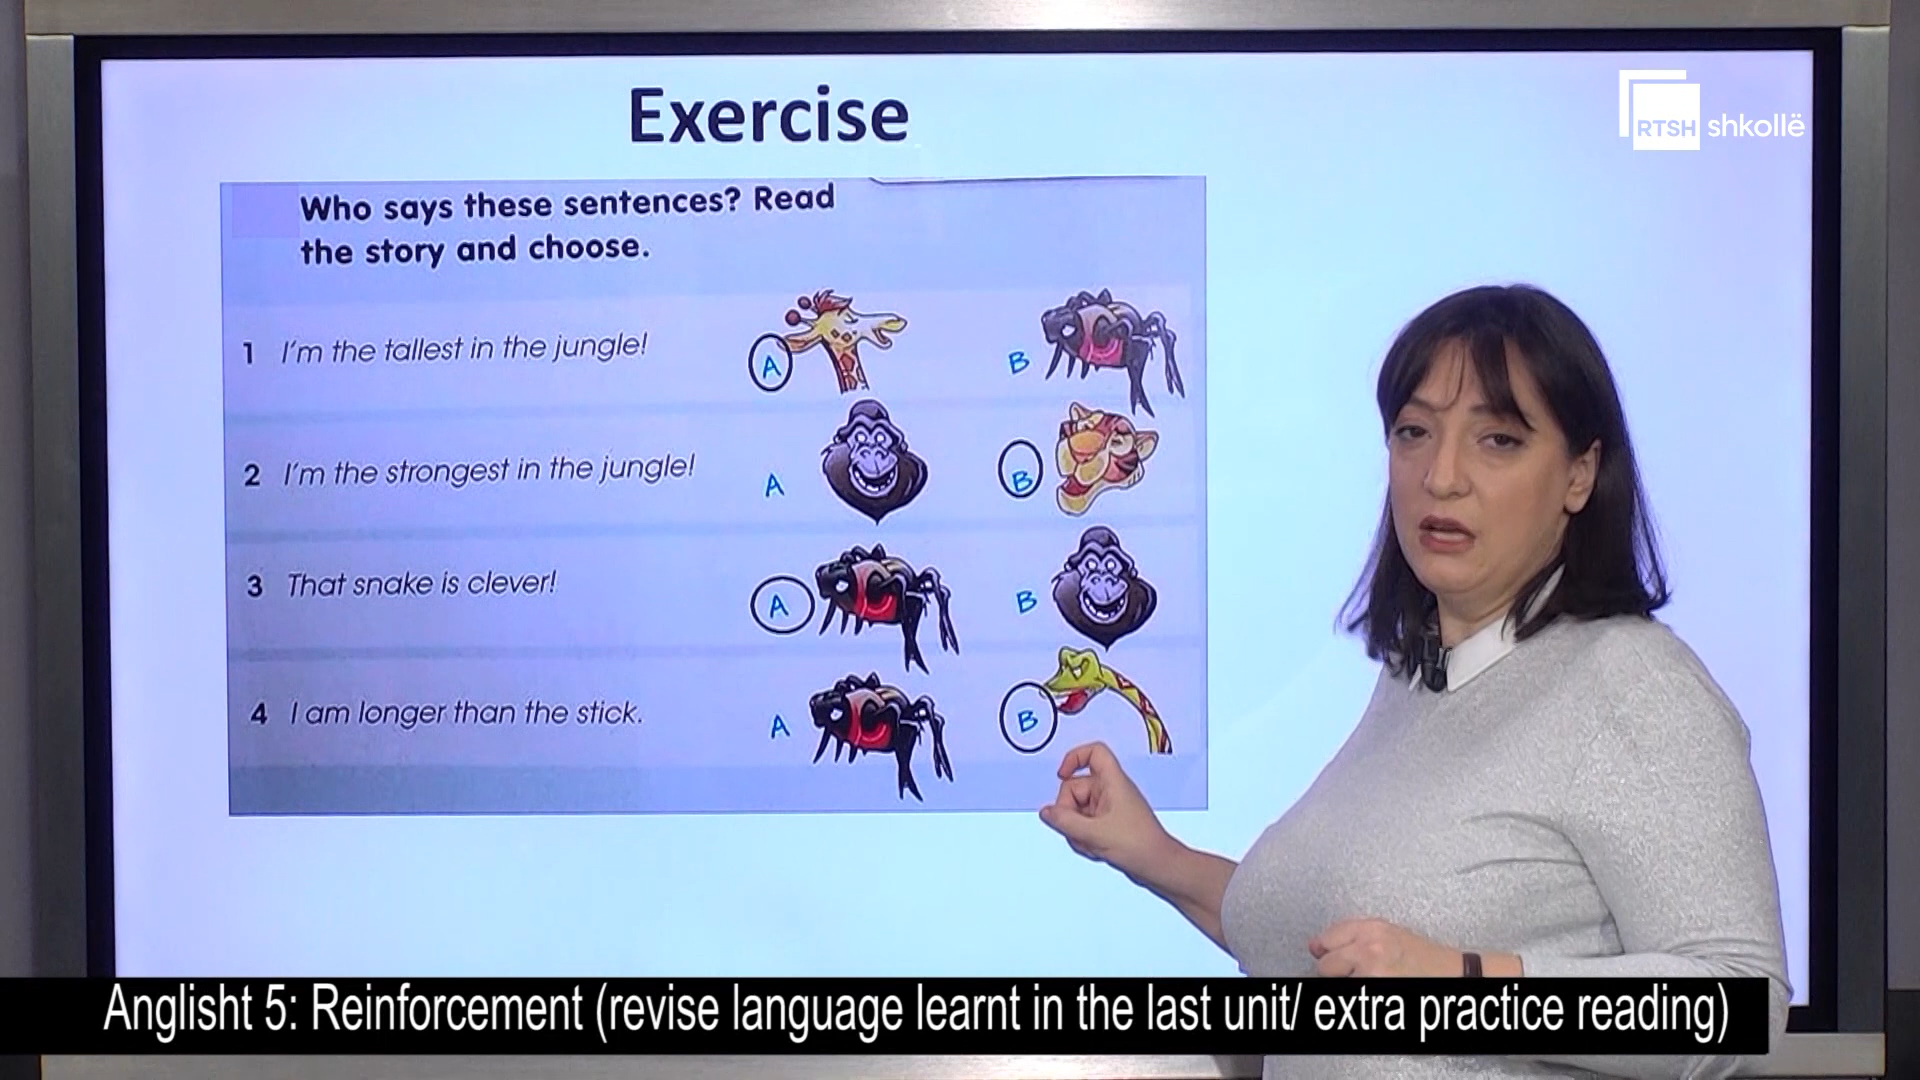 Exercise
RTSH shkollë
Who says these sentences? Read
the story and choose.
1 I'm the tallest in the jungle! A B
2 I'm the strongest in the jungle! A B
3 That snake is clever! A B
4 I am longer than the stick. A B
Anglisht 5: Reinforcement (revise language learnt in the last unit/ extra practice reading)